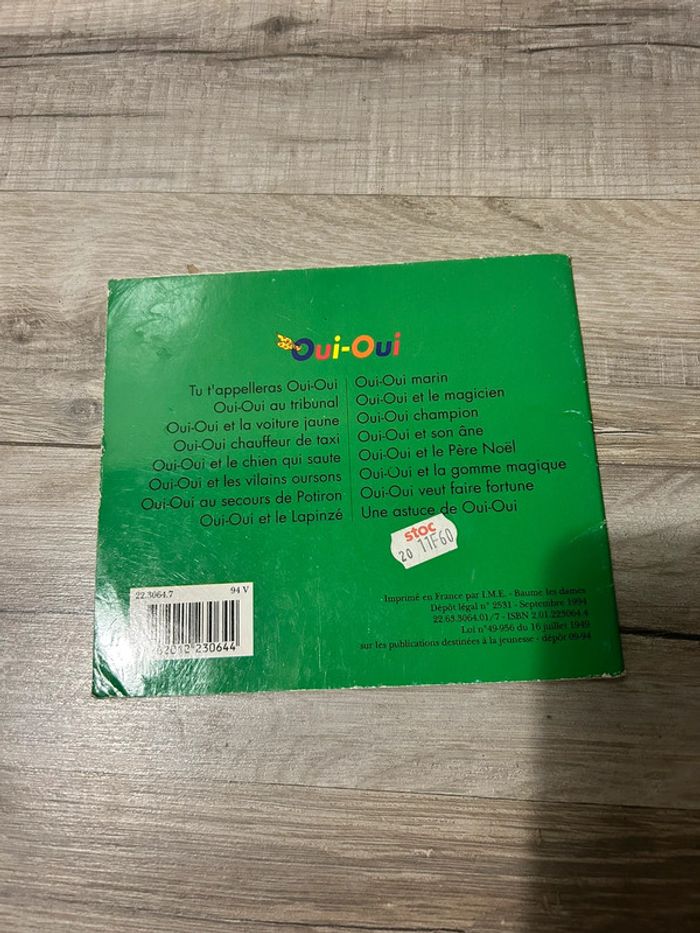 Oui-Oui
Tu t'appelleras Oui-Oui
Oui-Oui au tribunal
Oui-Oui et la voiture jaune
Oui-Oui chauffeur de taxi
Oui-Oui et le chien qui saute
Oui-Oui et les vilains oursons
Oui-Oui au secours de Potiron
Oui-Oui et le Lapinzé
Oui-Oui marin
Oui-Oui et le magicien
Oui-Oui champion
Oui-Oui et son âne
Oui-Oui et le Père Noël
Oui-Oui et la gomme magique
Oui-Oui veut faire fortune
Une astuce de Oui-Oui
stoc
20 11F60
22.3064.7 94 V
230644
Imprimé en France par I.M.E. - Baume les dames
Dépôt légal n° 2531 - Septembre 1994
22.63.3064.01/7 - ISBN 2.01.223064.4
Loi n°49-956 du 16 juillet 1949
sur les publications destinées à la jeunesse - dépôt 09-94